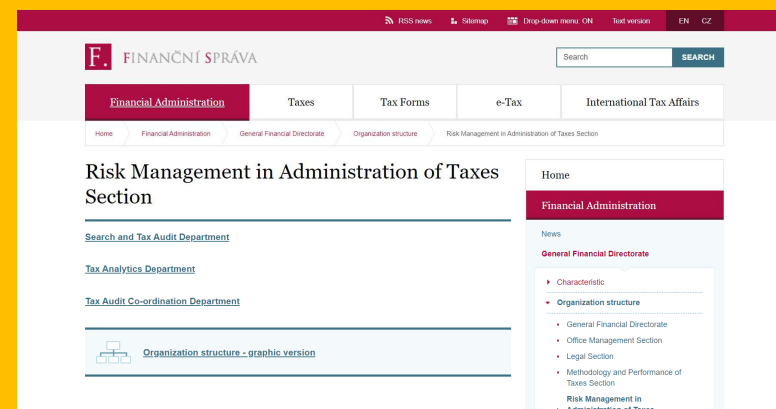 RSS news Sitemap Drop-down menu: ON Text version EN CZ
F. FINANČNÍ SPRÁVA
Search SEARCH
Financial Administration Taxes Tax Forms e-Tax International Tax Affairs
Home Financial Administration General Financial Directorate Organization structure Risk Management in Administration of Taxes Section
Risk Management in Administration of Taxes
Section
Search and Tax Audit Department
Tax Analytics Department
Tax Audit Co-ordination Department
Organization structure - graphic version
Home
Financial Administration
News
General Financial Directorate
Characteristic
Organization structure
General Financial Directorate
Office Management Section
Legal Section
Methodology and Performance of
Taxes Section
Risk Management in
Administration of Taxes